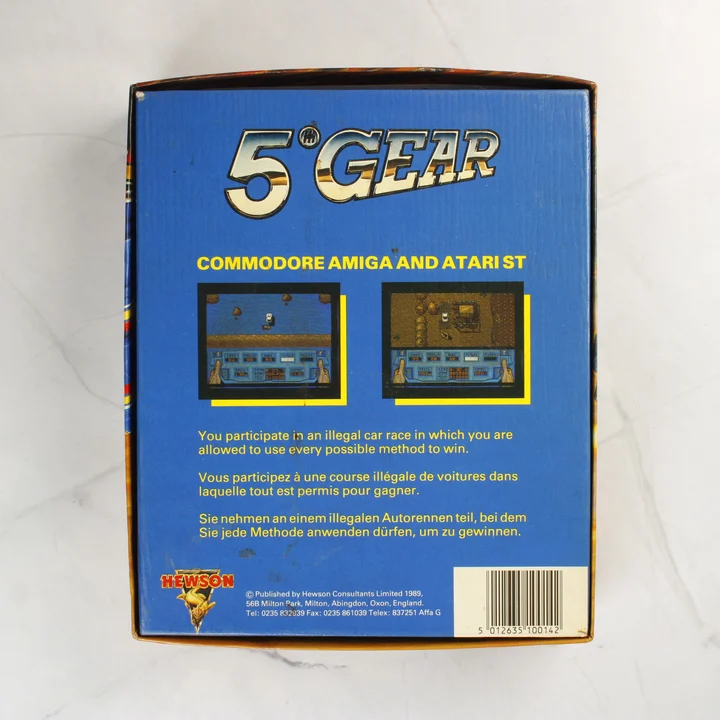 5th GEAR
COMMODORE AMIGA AND ATARI ST
You participate in an illegal car race in which you are
allowed to use every possible method to win.
Vous participez à une course illégale de voitures dans
laquelle tout est permis pour gagner.
Sie nehmen an einem illegalen Autorennen teil, bei dem
Sie jede Methode anwenden dürfen, um zu gewinnen.
HEWSON
© Published by Hewson Consultants Limited 1989,
56B Milton Park, Milton, Abingdon, Oxon, England.
Tel: 0235 832939 Fax: 0235 861039 Telex: 837251 Affa G
5 012635 100142